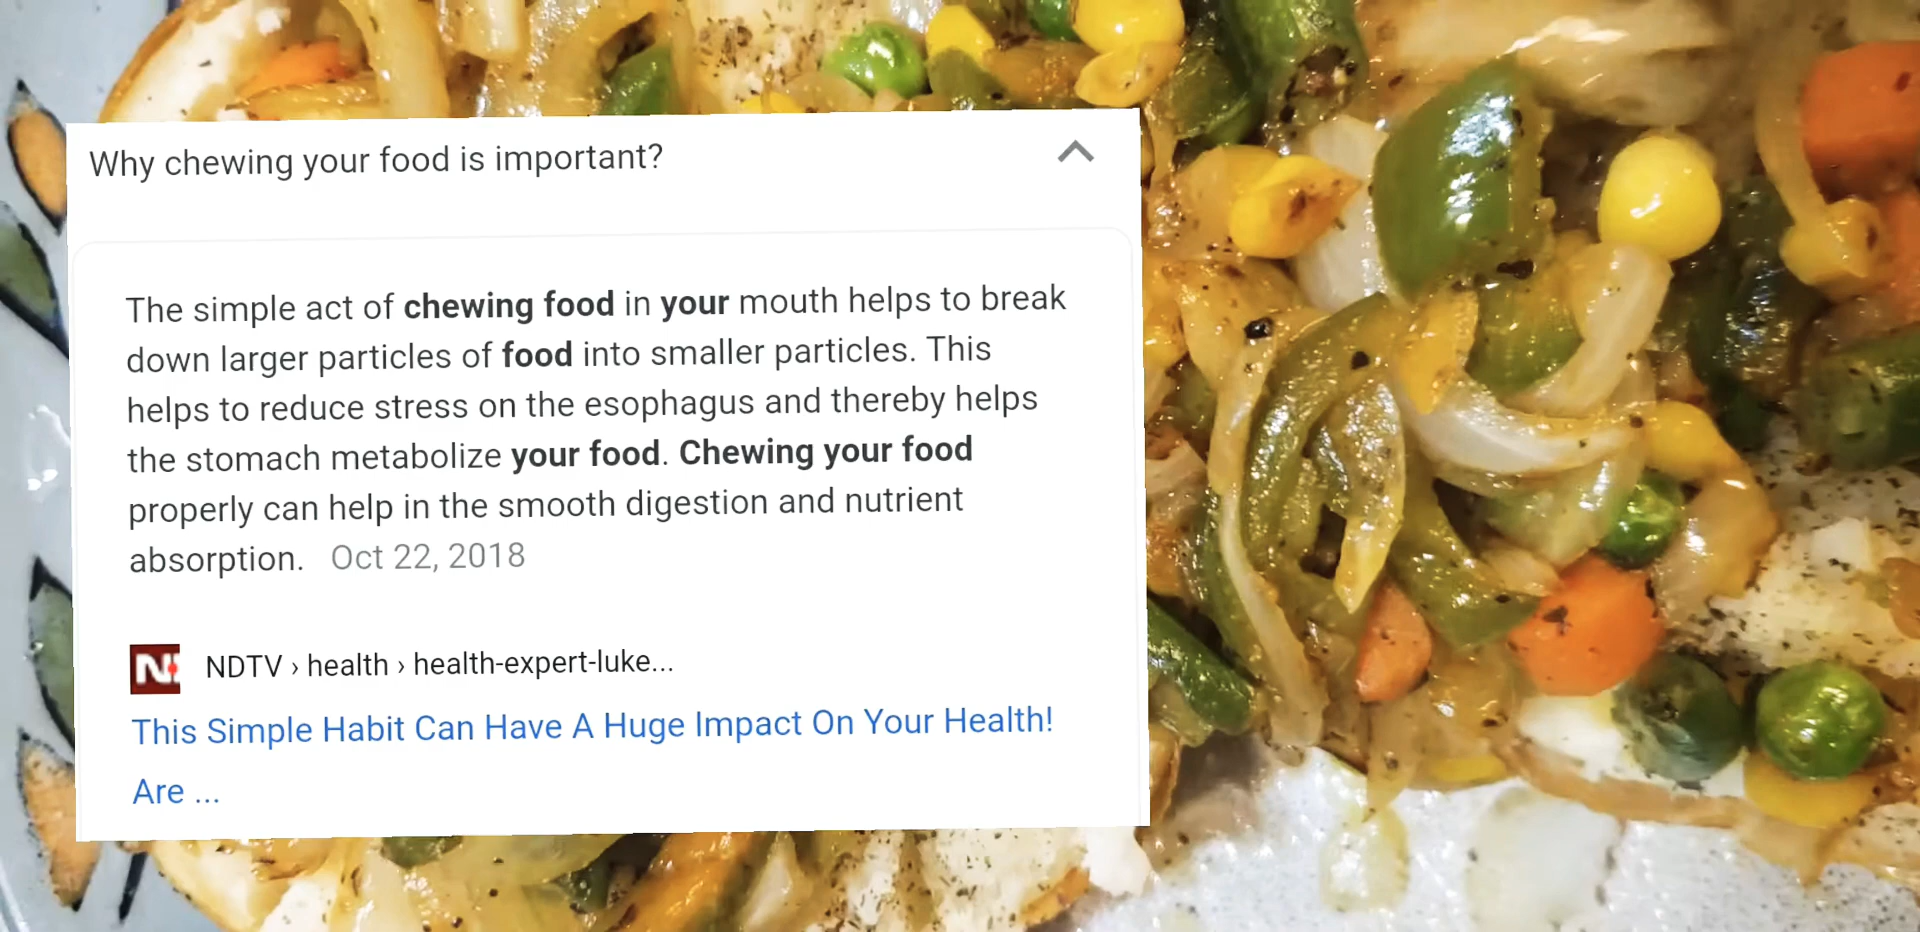 Why chewing your food is important?
The simple act of chewing food in your mouth helps to break
down larger particles of food into smaller particles. This
helps to reduce stress on the esophagus and thereby helps
the stomach metabolize your food. Chewing your food
properly can help in the smooth digestion and nutrient
absorption. Oct 22, 2018
N
NDTV › health › health-expert-luke...
This Simple Habit Can Have A Huge Impact On Your Health!
Are ...